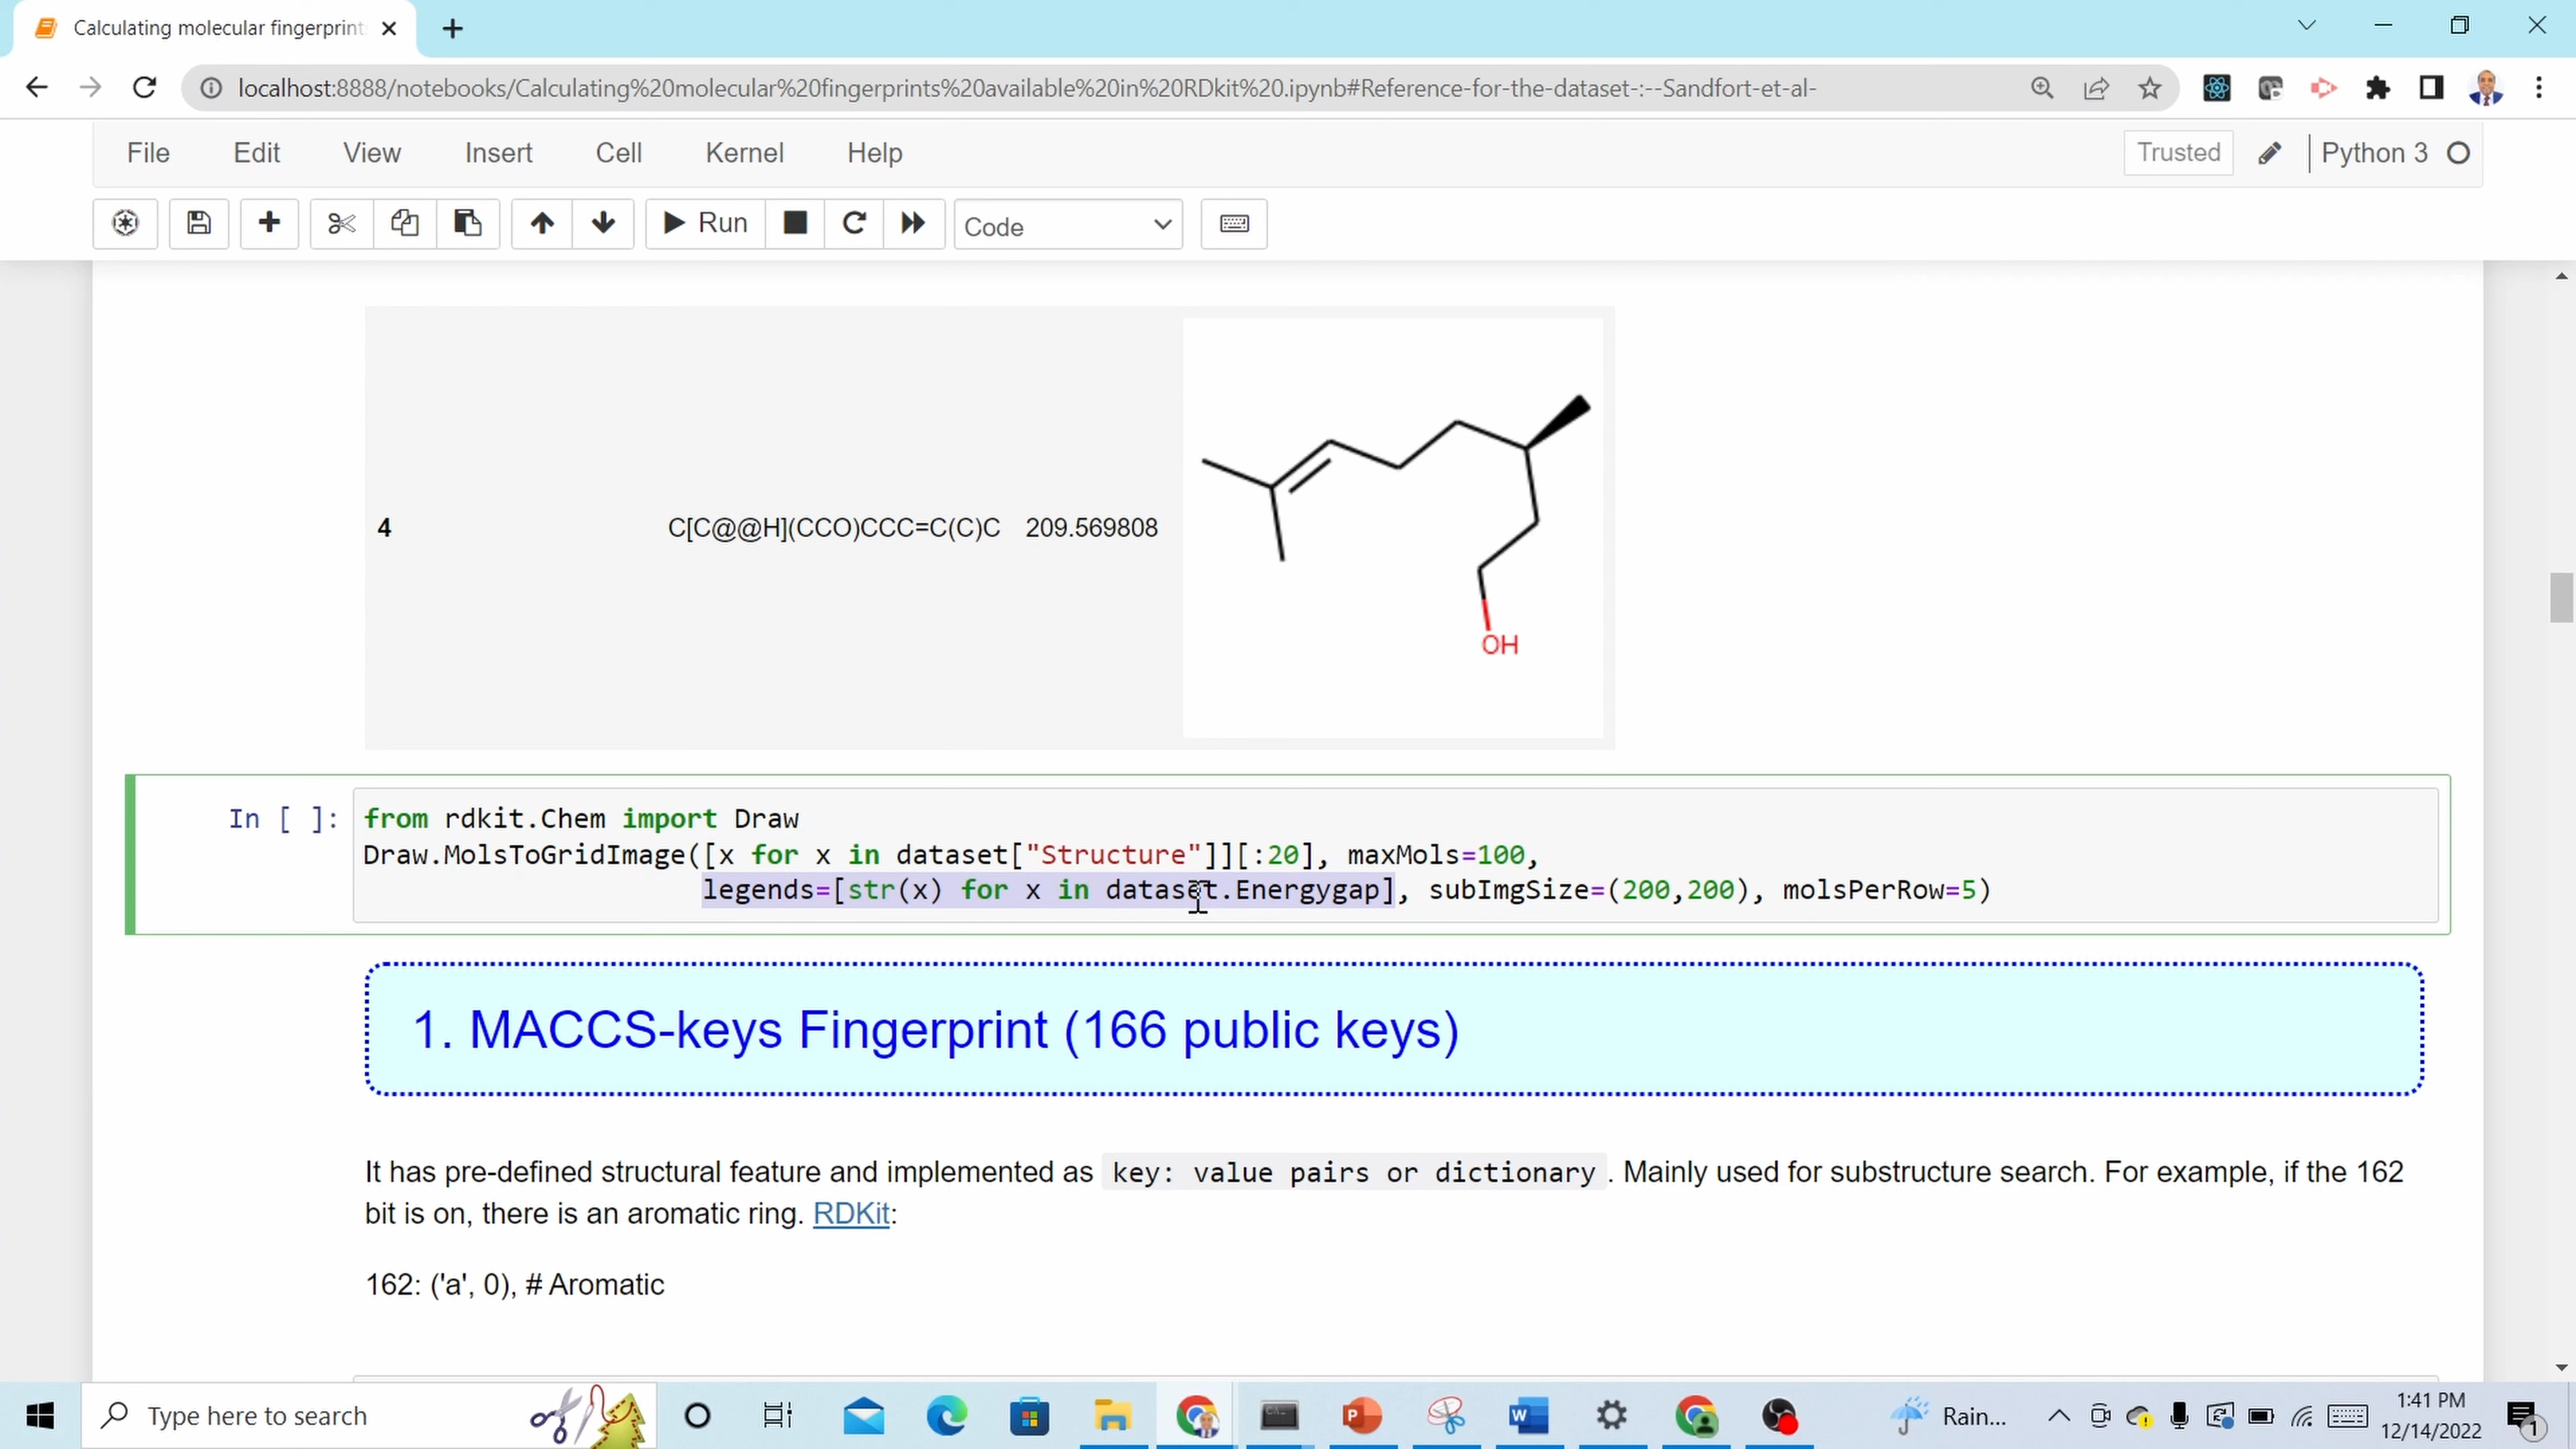 Calculating molecular fingerprint
localhost:8888/notebooks/Calculating%20molecular%20fingerprints%20available%20in%20RDkit%20.ipynb#Reference-for-the-dataset-:--Sandfort-et-al-
File Edit View Insert Cell Kernel Help Trusted Python 3
Run Code
4 C[C@@H](CCO)CCC=C(C)C 209.569808
OH
In [ ]: from rdkit.Chem import Draw
Draw.MolsToGridImage([x for x in dataset["Structure"]][:20], maxMols=100,
legends=[str(x) for x in dataset.Energygap], subImgSize=(200,200), molsPerRow=5)
1. MACCS-keys Fingerprint (166 public keys)
It has pre-defined structural feature and implemented as key: value pairs or dictionary . Mainly used for substructure search. For example, if the 162
bit is on, there is an aromatic ring. RDKit:
162: ('a', 0), # Aromatic
Type here to search Rain... 1:41 PM
12/14/2022 1